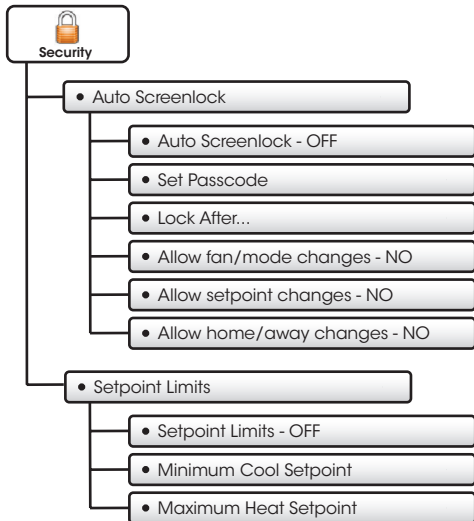 Security
• Auto Screenlock
• Auto Screenlock - OFF
• Set Passcode
• Lock After...
• Allow fan/mode changes - NO
• Allow setpoint changes - NO
• Allow home/away changes - NO
• Setpoint Limits
• Setpoint Limits - OFF
• Minimum Cool Setpoint
• Maximum Heat Setpoint